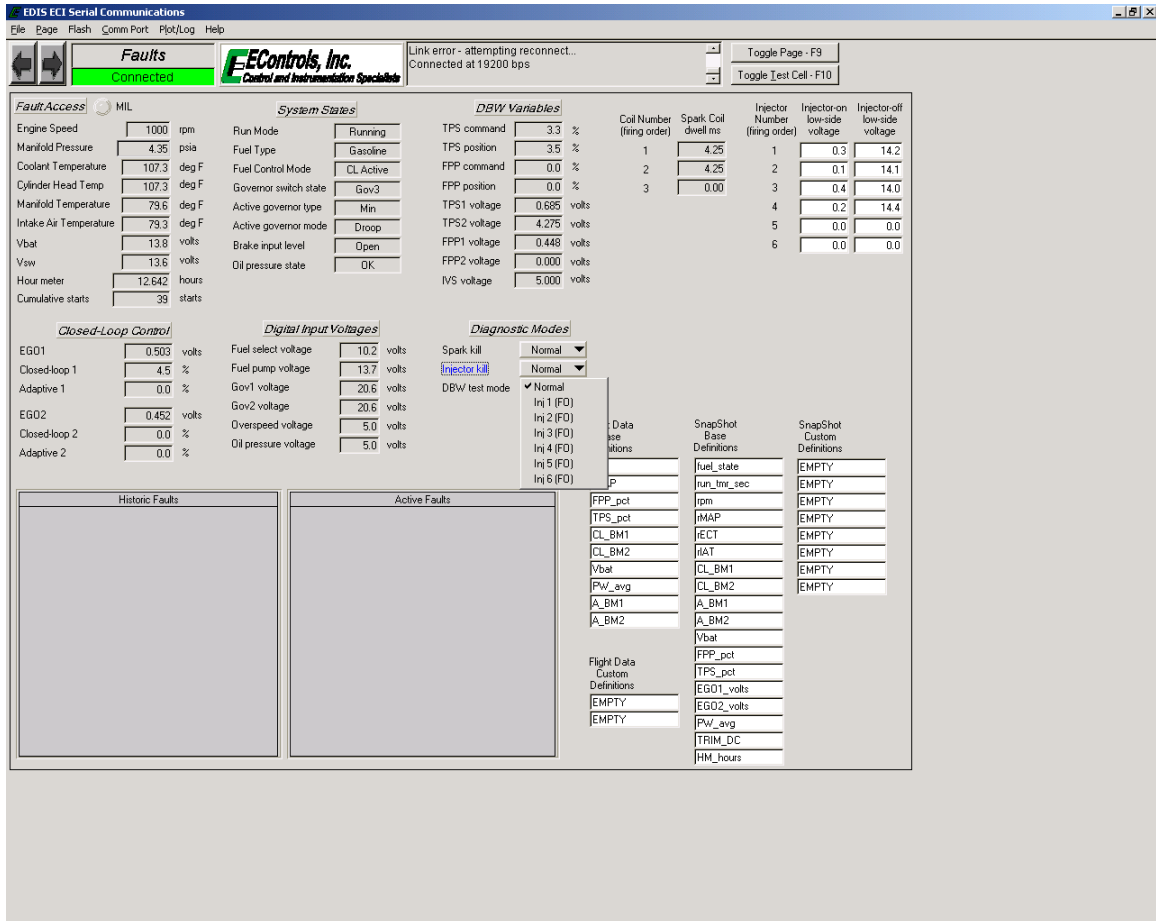 EDIS ECI Serial Communications
File Page Flash Comm Port Plot/Log Help
Faults
Connected
EControls, Inc.
Control and Instrumentation Specialists
Link error - attempting reconnect...
Connected at 19200 bps
Toggle Page - F9
Toggle Test Cell - F10
Fault Access MIL
Engine Speed 1000 rpm
Manifold Pressure 4.35 psia
Coolant Temperature 107.3 deg F
Cylinder Head Temp 107.3 deg F
Manifold Temperature 79.6 deg F
Intake Air Temperature 79.3 deg F
Vbat 13.8 volts
Vsw 13.6 volts
Hour meter 12.642 hours
Cumulative starts 39 starts
System States
Run Mode Running
Fuel Type Gasoline
Fuel Control Mode CL Active
Governor switch state Gov3
Active governor type Min
Active governor mode Droop
Brake input level Open
Oil pressure state OK
DBW Variables
TPS command 3.3 %
TPS position 3.5 %
FPP command 0.0 %
FPP position 0.0 %
TPS1 voltage 0.685 volts
TPS2 voltage 4.275 volts
FPP1 voltage 0.448 volts
FPP2 voltage 0.000 volts
IVS voltage 5.000 volts
Coil Number Spark Coil
(firing order) dwell ms
1 4.25
2 4.25
3 0.00
Injector Injector-on Injector-off
Number low-side low-side
(firing order) voltage voltage
1 0.3 14.2
2 0.1 14.1
3 0.4 14.0
4 0.2 14.4
5 0.0 0.0
6 0.0 0.0
Closed-Loop Control
EGO1 0.503 volts
Closed-loop 1 4.5 %
Adaptive 1 0.0 %
EGO2 0.452 volts
Closed-loop 2 0.0 %
Adaptive 2 0.0 %
Digital Input Voltages
Fuel select voltage 10.2 volts
Fuel pump voltage 13.7 volts
Gov1 voltage 20.6 volts
Gov2 voltage 20.6 volts
Overspeed voltage 5.0 volts
Oil pressure voltage 5.0 volts
Diagnostic Modes
Spark kill Normal
Injector kill Normal
DBW test mode
Normal
Inj 1 (FO)
Inj 2 (FO)
Inj 3 (FO)
Inj 4 (FO)
Inj 5 (FO)
Inj 6 (FO)
Historic Faults
Active Faults
Data
FPP_pct
TPS_pct
CL_BM1
CL_BM2
Vbat
PW_avg
A_BM1
A_BM2
Flight Data
Custom
Definitions
EMPTY
EMPTY
SnapShot
Base
Definitions
fuel_state
run_tmr_sec
rpm
rMAP
rECT
rIAT
CL_BM1
CL_BM2
A_BM1
A_BM2
Vbat
FPP_pct
TPS_pct
EGO1_volts
EGO2_volts
PW_avg
TRIM_DC
HM_hours
SnapShot
Custom
Definitions
EMPTY
EMPTY
EMPTY
EMPTY
EMPTY
EMPTY
EMPTY
EMPTY